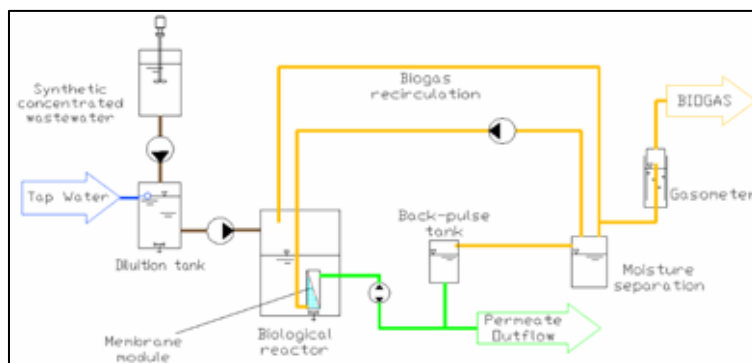 Synthetic
concentrated
wastewater
Tap Water
Dilution tank
Membrane
module
Biological
reactor
Biogas
recirculation
Back-pulse
tank
Permeate
Outflow
Moisture
separation
Gasometer
BIOGAS